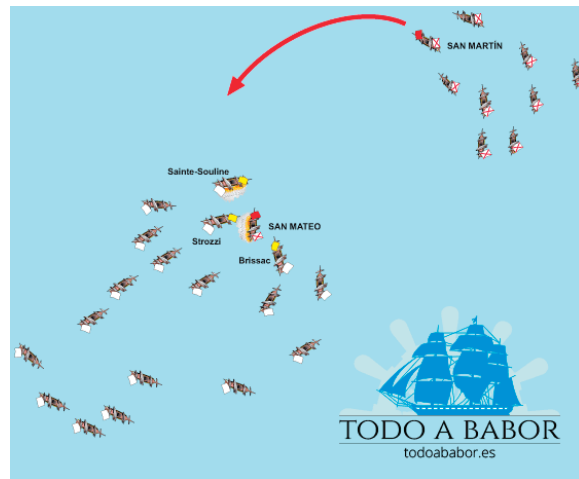 SAN MARTÍN
Sainte-Souline
SAN MATEO
Strozzi
Brissac
TODO A BABOR
todoababor.es